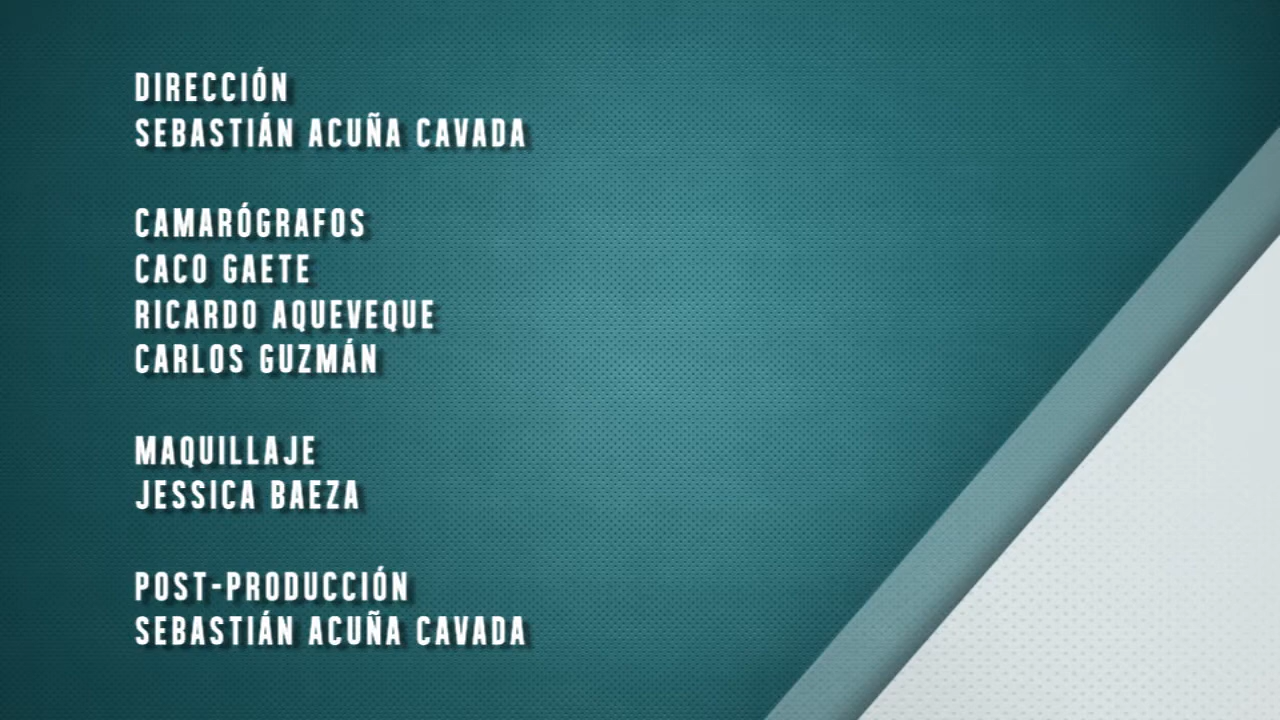 DIRECCIÓN
SEBASTIÁN ACUÑA CAVADA
CAMARÓGRAFOS
CACO GAETE
RICARDO AQUEVEQUE
CARLOS GUZMÁN
MAQUILLAJE
JESSICA BAEZA
POST-PRODUCCIÓN
SEBASTIÁN ACUÑA CAVADA